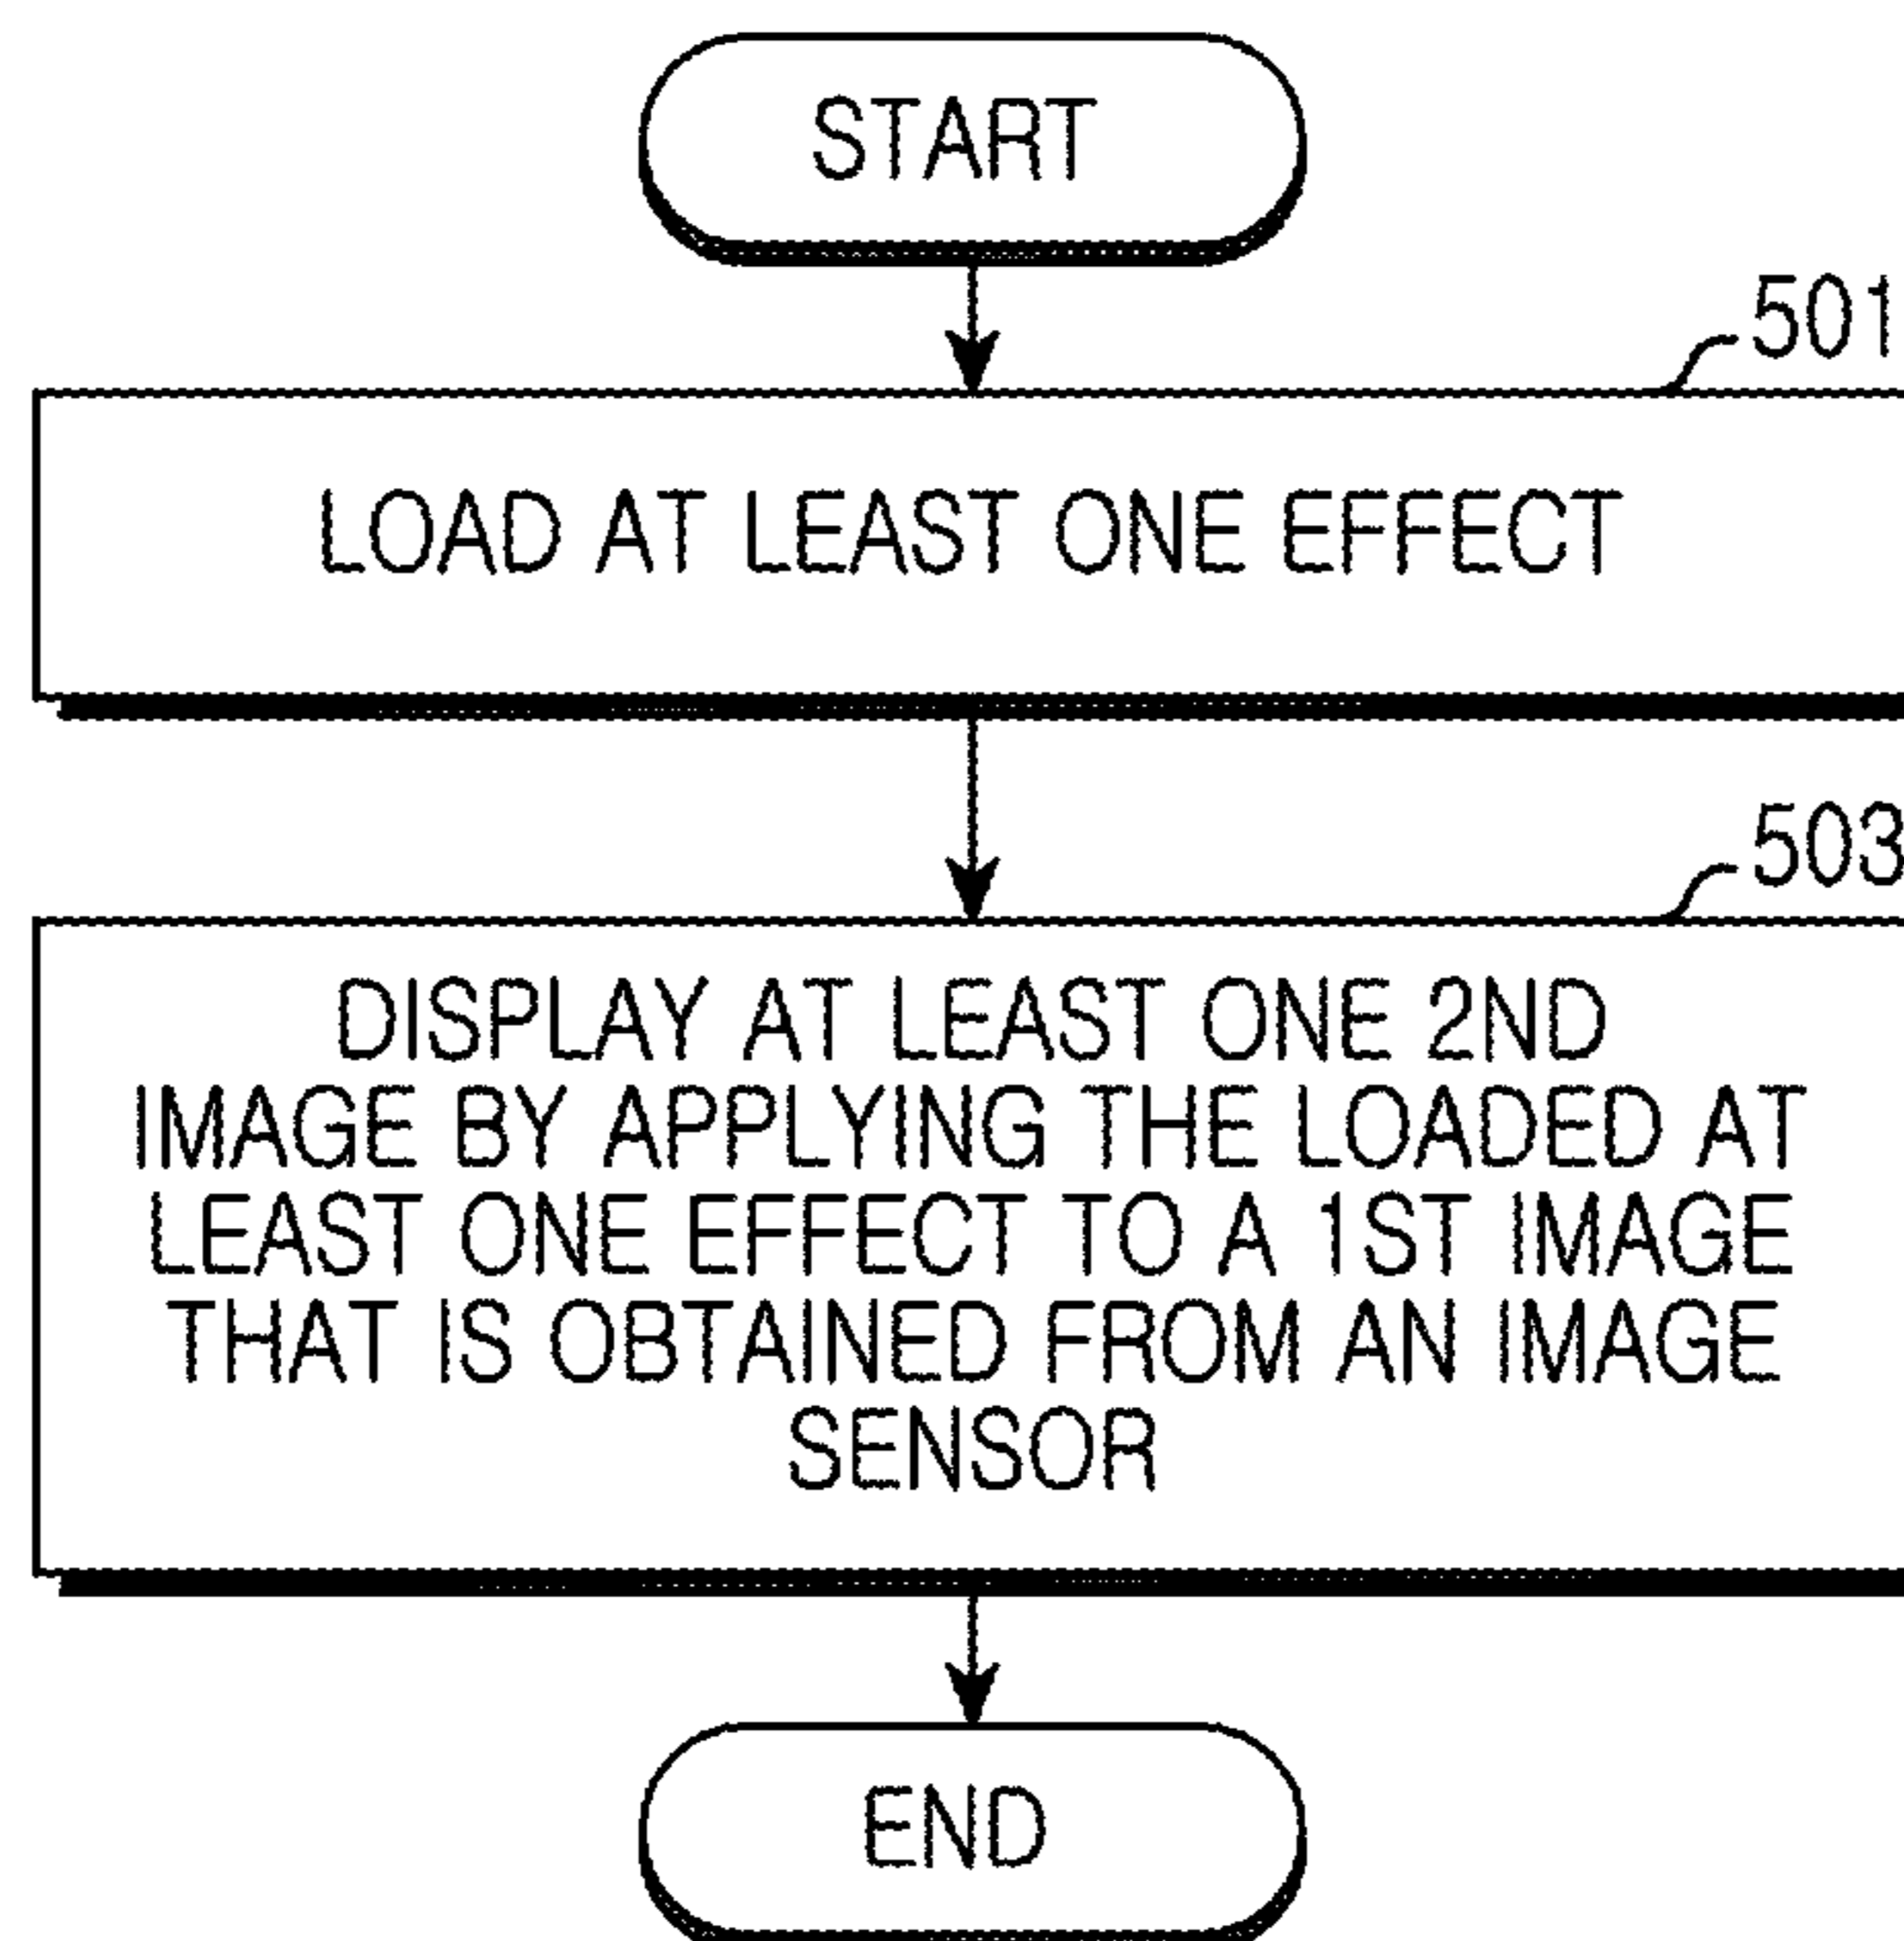 START
501
LOAD AT LEAST ONE EFFECT
503
DISPLAY AT LEAST ONE 2ND
IMAGE BY APPLYING THE LOADED AT
LEAST ONE EFFECT TO A 1ST IMAGE
THAT IS OBTAINED FROM AN IMAGE
SENSOR
END